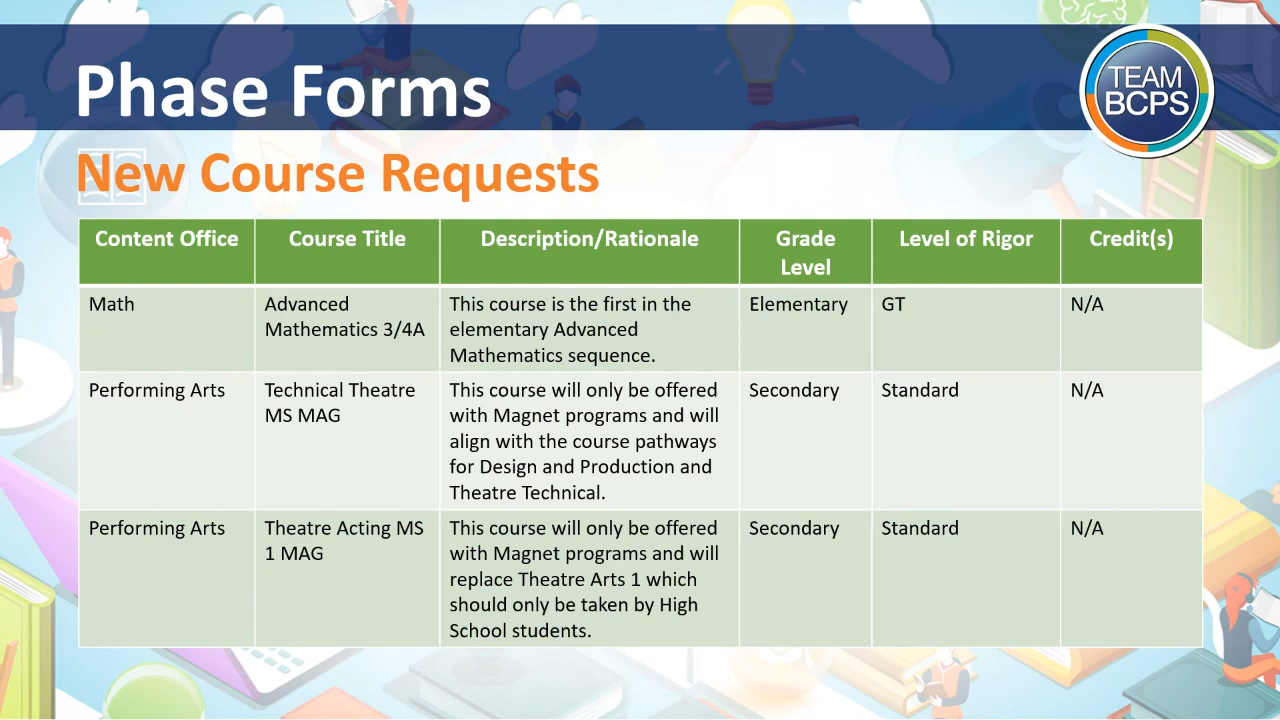 Phase Forms
TEAM
BCPS
New Course Requests
Content Office Course Title Description/Rationale Grade Level Level of Rigor Credit(s)
Math
Advanced
Mathematics 3/4A
This course is the first in the
elementary Advanced
Mathematics sequence.
Elementary
GT
N/A
Performing Arts
Technical Theatre
MS MAG
This course will only be offered
with Magnet programs and will
align with the course pathways
for Design and Production and
Theatre Technical.
Secondary
Standard
N/A
Performing Arts
Theatre Acting MS
1 MAG
This course will only be offered
with Magnet programs and will
replace Theatre Arts 1 which
should only be taken by High
School students.
Secondary
Standard
N/A